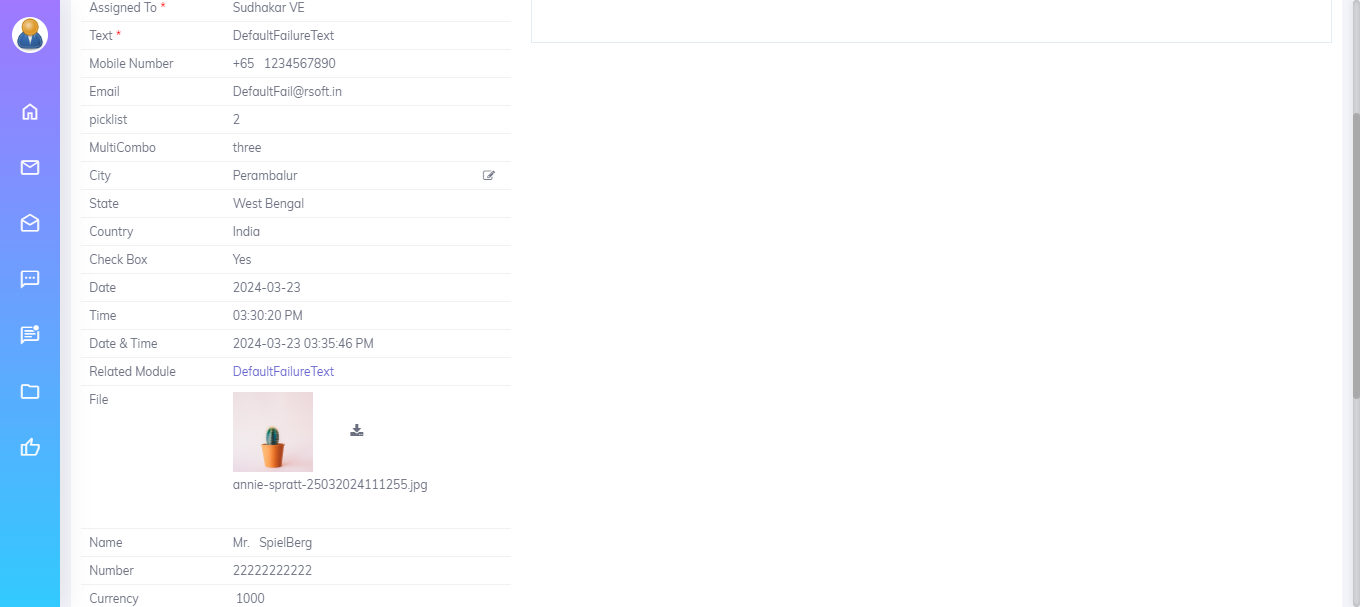 Assigned To * Sudhakar VE
Text * DefaultFailureText
Mobile Number +65 1234567890
Email DefaultFail@rsoft.in
picklist 2
MultiCombo three
City Perambalur
State West Bengal
Country India
Check Box Yes
Date 2024-03-23
Time 03:30:20 PM
Date & Time 2024-03-23 03:35:46 PM
Related Module DefaultFailureText
File
annie-spratt-25032024111255.jpg
Name Mr. SpielBerg
Number 22222222222
Currency 1000